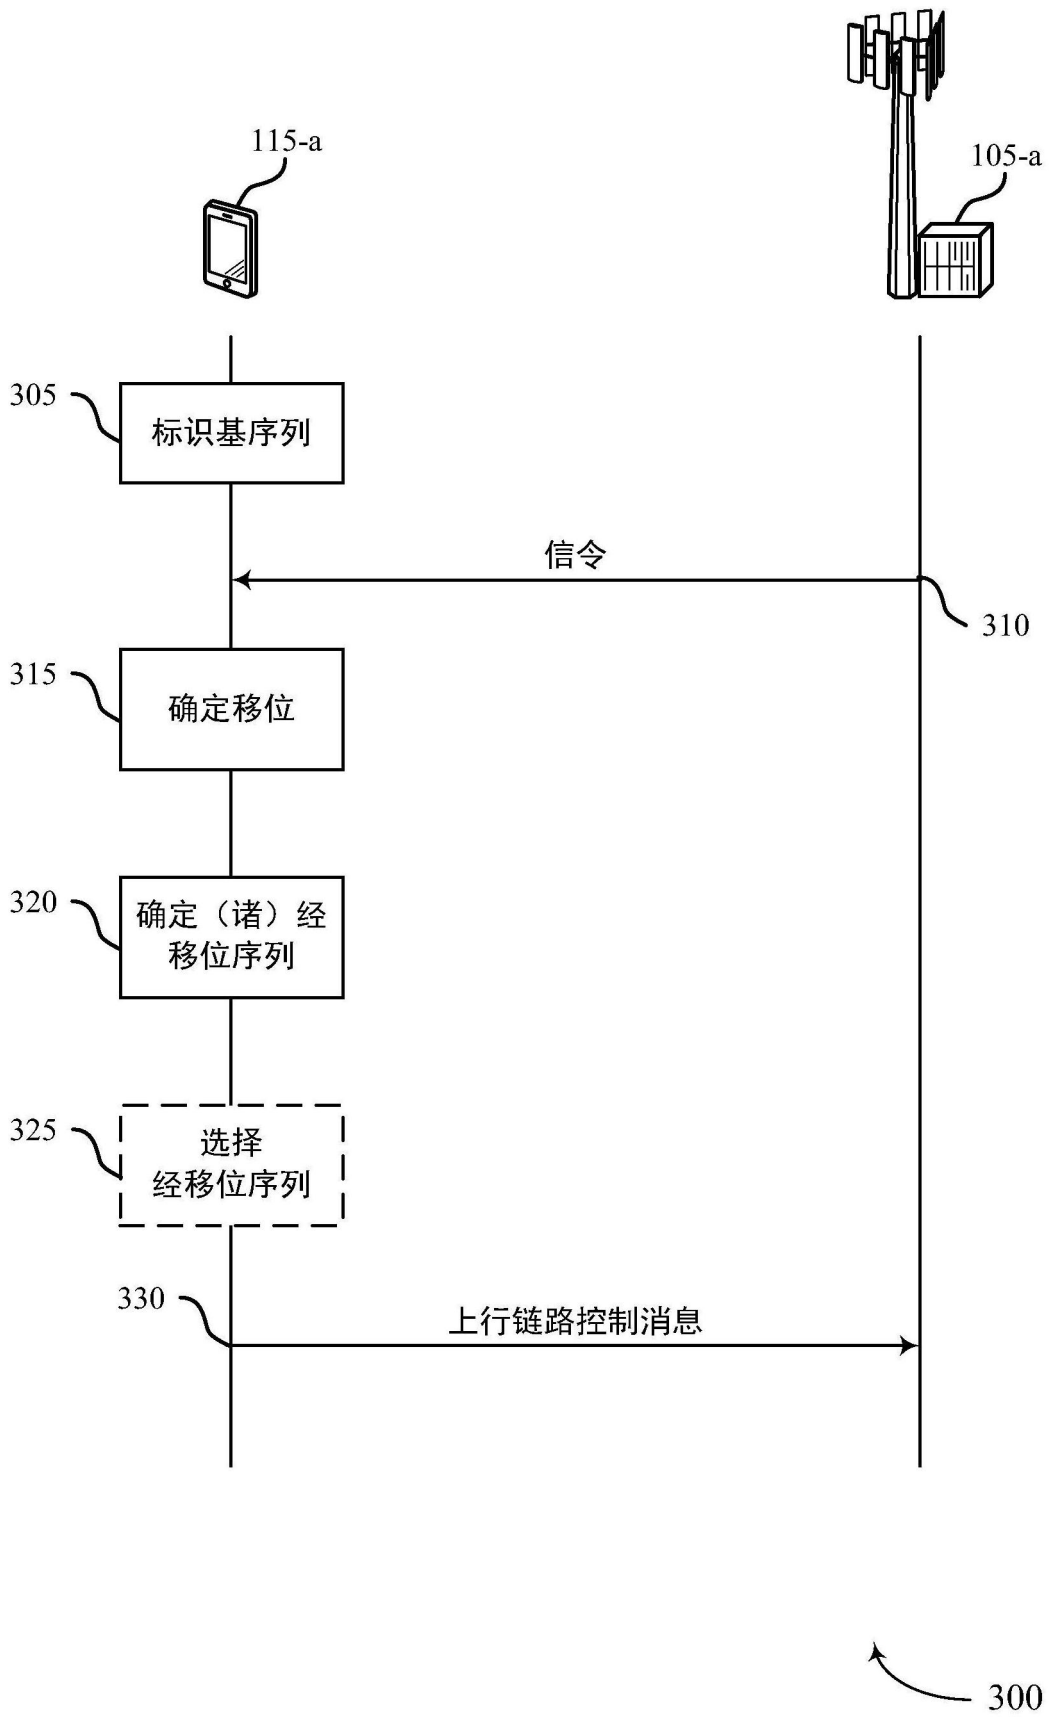 115-a
105-a
305
标识基序列
信令
310
315
确定移位
320
确定（诸）经
移位序列
325
选择
经移位序列
330
上行链路控制消息
300